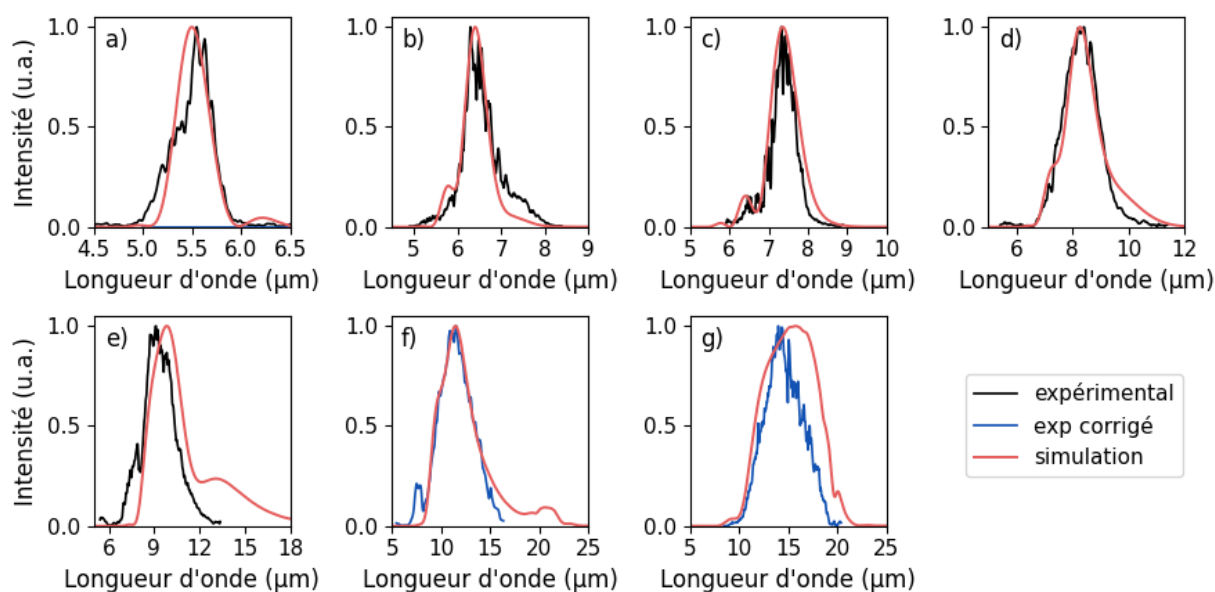 a) b) c) d)
1.0 1.0 1.0 1.0
Intensité (u.a.)
0.5 0.5 0.5 0.5
0.0 0.0 0.0 0.0
4.5 5.0 5.5 6.0 6.5 5 6 7 8 9 5 6 7 8 9 10 6 8 10 12
Longueur d'onde (µm) Longueur d'onde (µm) Longueur d'onde (µm) Longueur d'onde (µm)
e) f) g)
1.0 1.0 1.0
Intensité (u.a.)
0.5 0.5 0.5
0.0 0.0 0.0
6 9 12 15 18 5 10 15 20 25 5 10 15 20 25
Longueur d'onde (µm) Longueur d'onde (µm) Longueur d'onde (µm)
expérimental
exp corrigé
simulation